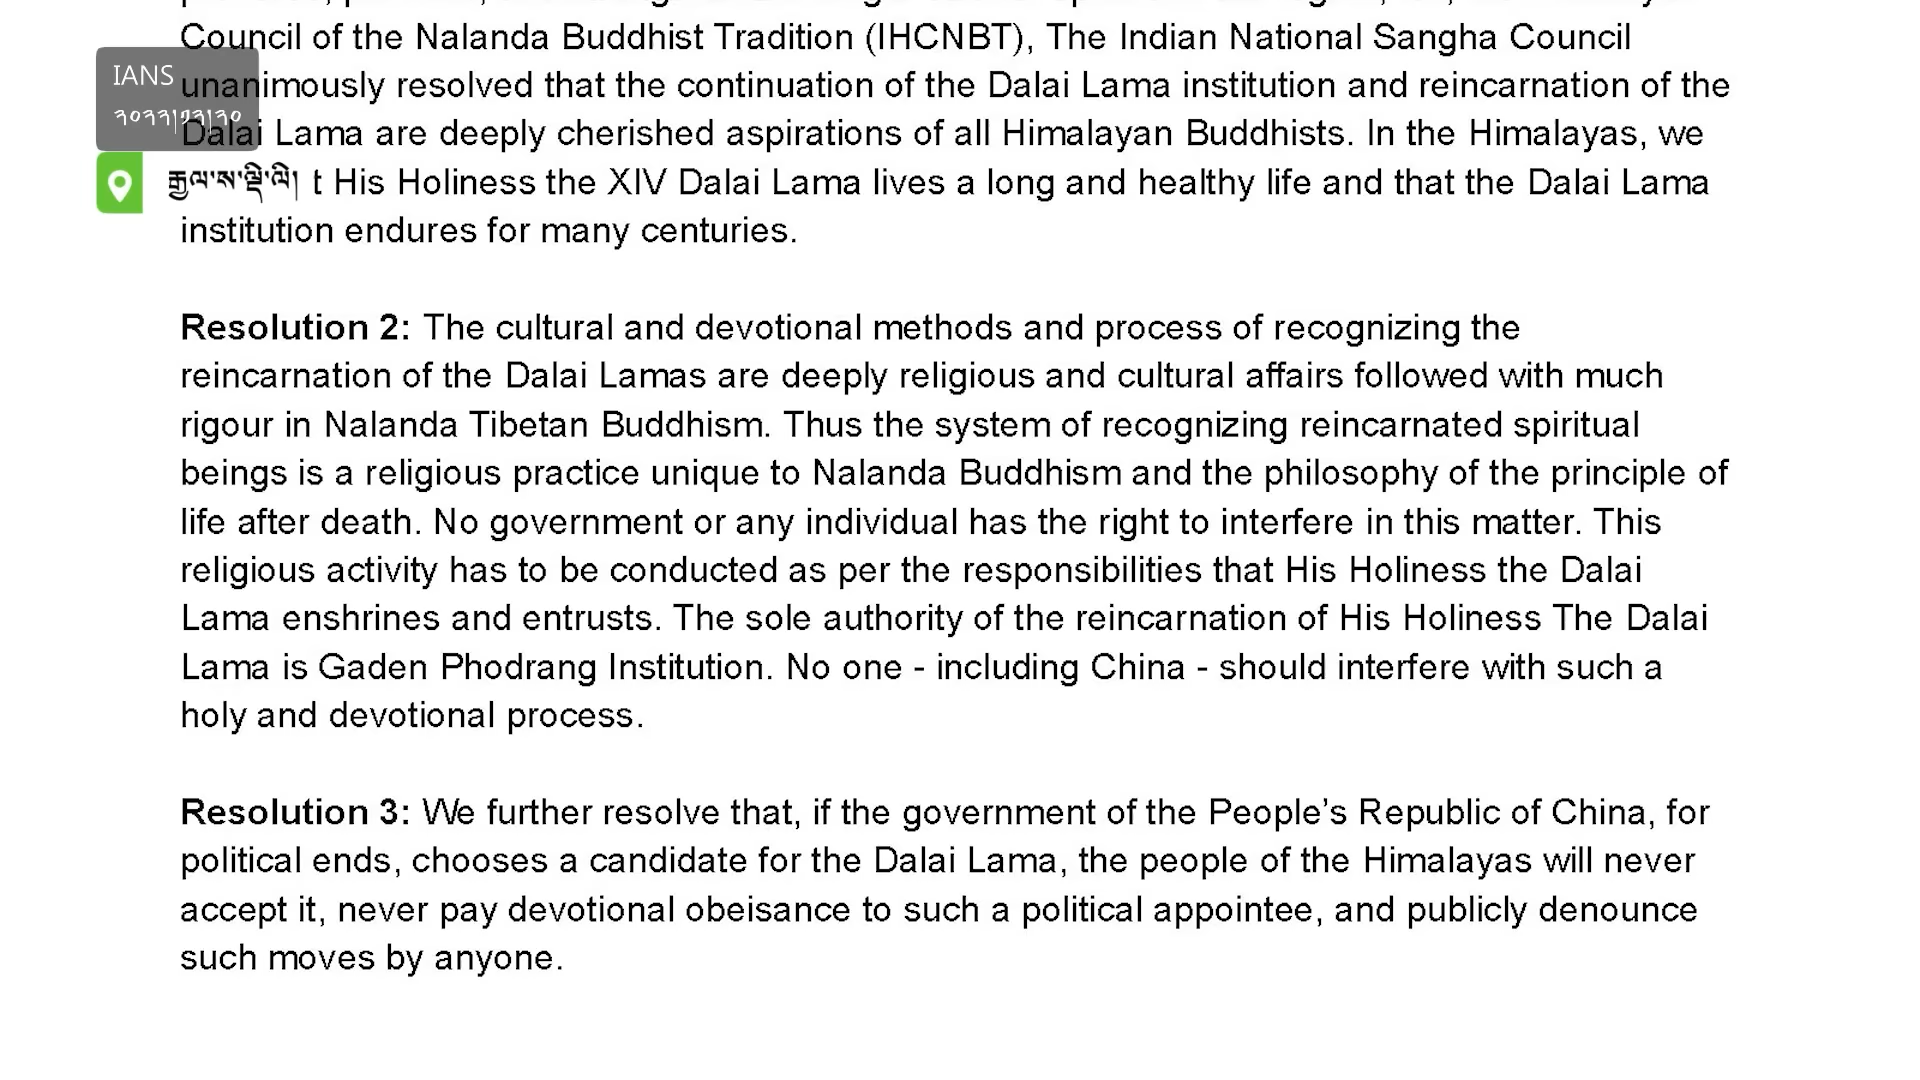 Council of the Nalanda Buddhist Tradition (IHCNBT), The Indian National Sangha Council
IANS
unanimously resolved that the continuation of the Dalai Lama institution and reincarnation of the
Dalai Lama are deeply cherished aspirations of all Himalayan Buddhists. In the Himalayas, we
རྒྱལ་ས་ལྡི་ལི།
t His Holiness the XIV Dalai Lama lives a long and healthy life and that the Dalai Lama
institution endures for many centuries.
Resolution 2: The cultural and devotional methods and process of recognizing the
reincarnation of the Dalai Lamas are deeply religious and cultural affairs followed with much
rigour in Nalanda Tibetan Buddhism. Thus the system of recognizing reincarnated spiritual
beings is a religious practice unique to Nalanda Buddhism and the philosophy of the principle of
life after death. No government or any individual has the right to interfere in this matter. This
religious activity has to be conducted as per the responsibilities that His Holiness the Dalai
Lama enshrines and entrusts. The sole authority of the reincarnation of His Holiness The Dalai
Lama is Gaden Phodrang Institution. No one - including China - should interfere with such a
holy and devotional process.
Resolution 3: We further resolve that, if the government of the People’s Republic of China, for
political ends, chooses a candidate for the Dalai Lama, the people of the Himalayas will never
accept it, never pay devotional obeisance to such a political appointee, and publicly denounce
such moves by anyone.